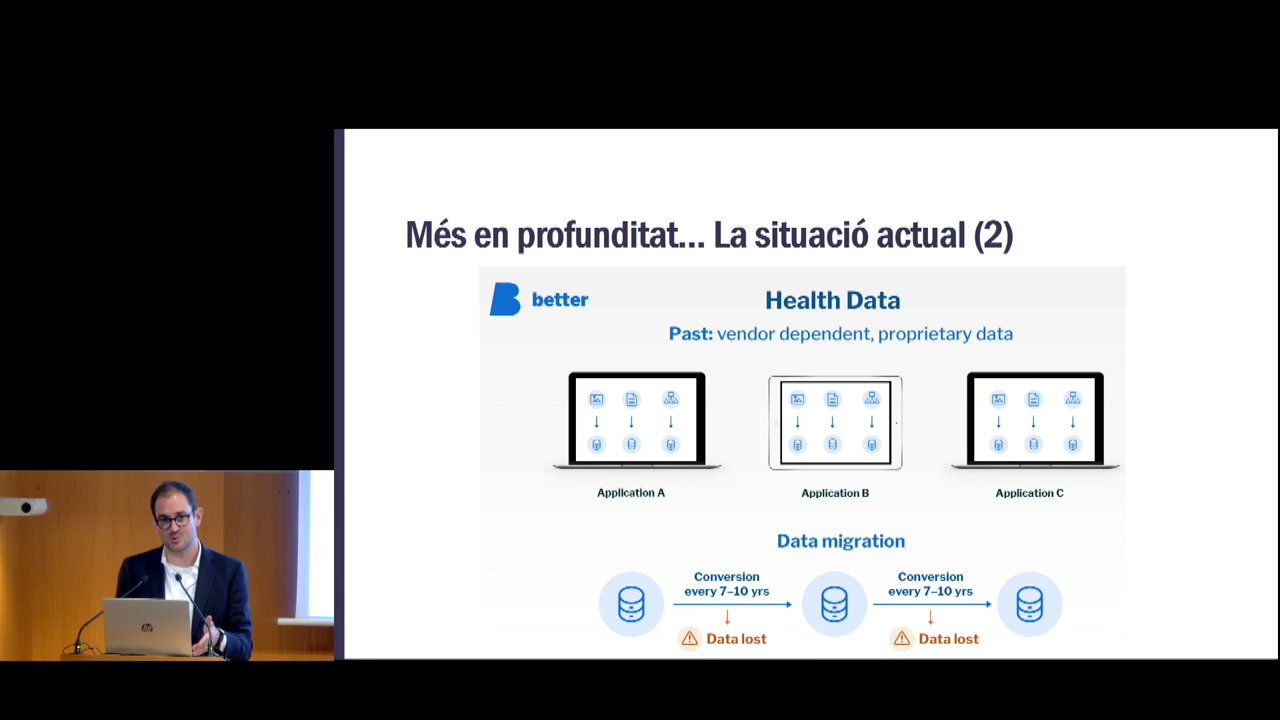 Més en profunditat... La situació actual (2)
better
Health Data
Past: vendor dependent, proprietary data
Application A
Application B
Application C
Data migration
Conversion
every 7–10 yrs
Conversion
every 7–10 yrs
Data lost
Data lost
hp